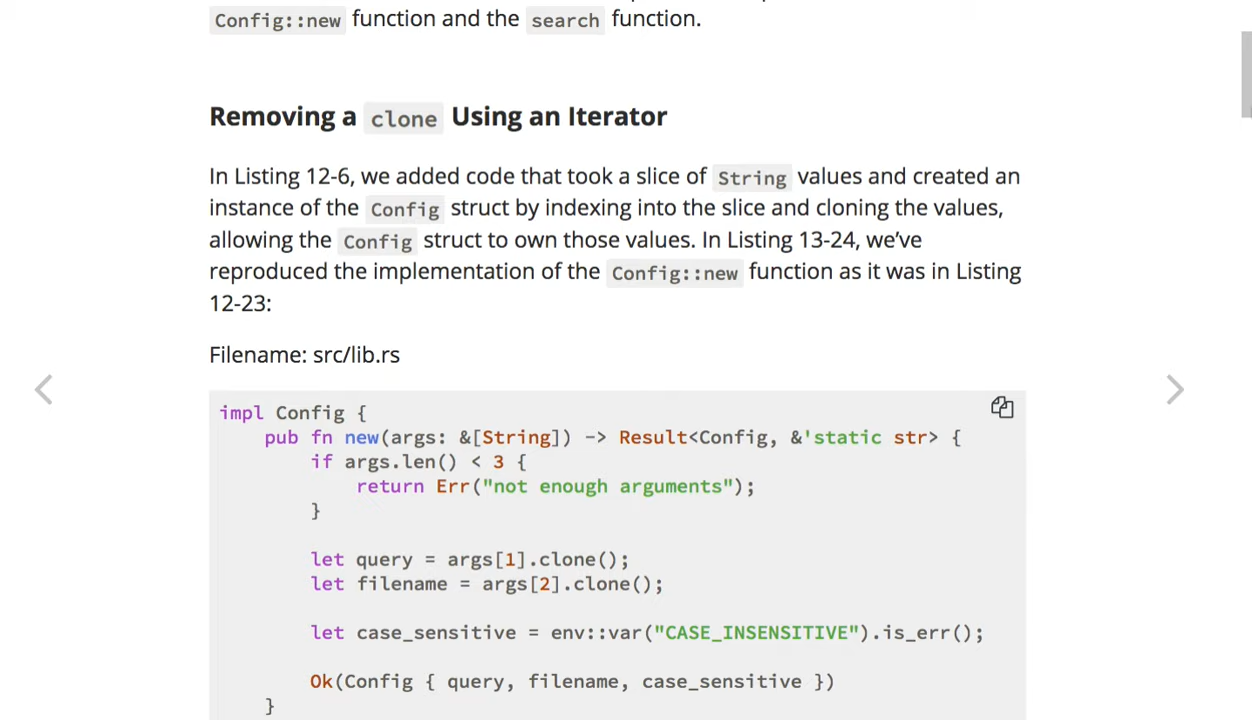 Config::new function and the search function.
Removing a clone Using an Iterator
In Listing 12-6, we added code that took a slice of String values and created an
instance of the Config struct by indexing into the slice and cloning the values,
allowing the Config struct to own those values. In Listing 13-24, we’ve
reproduced the implementation of the Config::new function as it was in Listing
12-23:
Filename: src/lib.rs
impl Config {
    pub fn new(args: &[String]) -> Result<Config, &'static str> {
        if args.len() < 3 {
            return Err("not enough arguments");
        }
        let query = args[1].clone();
        let filename = args[2].clone();
        let case_sensitive = env::var("CASE_INSENSITIVE").is_err();
        Ok(Config { query, filename, case_sensitive })
    }